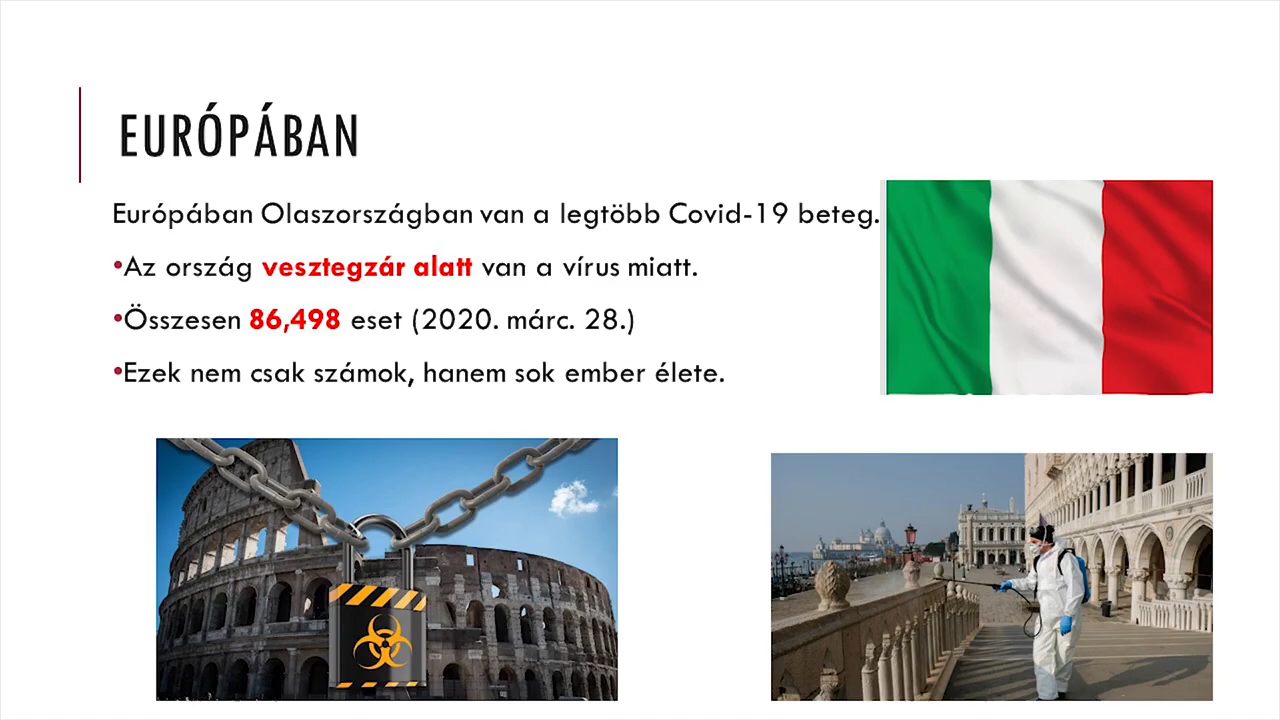 EURÓPÁBAN
Európában Olaszországban van a legtöbb Covid-19 beteg.
•Az ország vesztegzár alatt van a vírus miatt.
•Összesen 86,498 eset (2020. márc. 28.)
•Ezek nem csak számok, hanem sok ember élete.